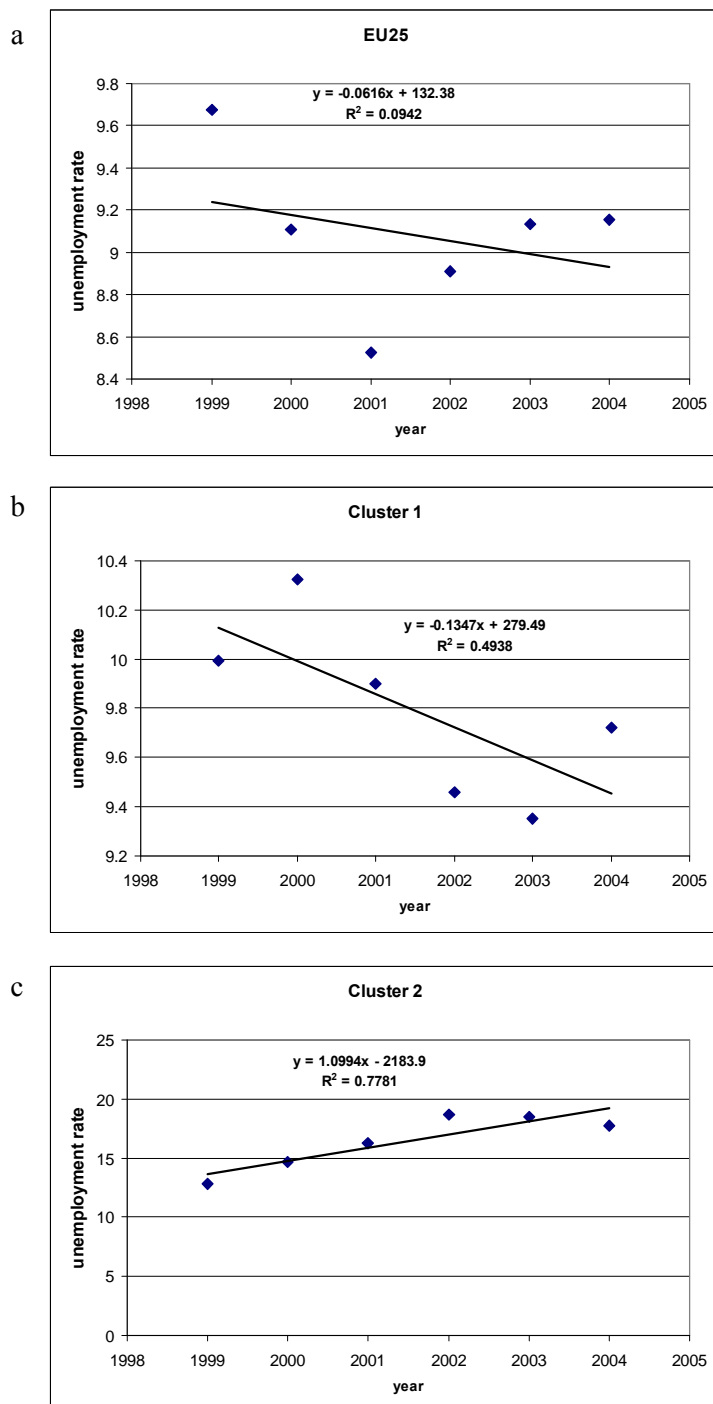 a
EU25
y = -0.0616x + 132.38
R² = 0.0942
9.8
9.6
9.4
9.2
9
8.8
8.6
8.4
unemployment rate
1998 1999 2000 2001 2002 2003 2004 2005
year
b
Cluster 1
y = -0.1347x + 279.49
R² = 0.4938
10.4
10.2
10
9.8
9.6
9.4
9.2
unemployment rate
1998 1999 2000 2001 2002 2003 2004 2005
year
c
Cluster 2
y = 1.0994x - 2183.9
R² = 0.7781
25
20
15
10
5
0
unemployment rate
1998 1999 2000 2001 2002 2003 2004 2005
year